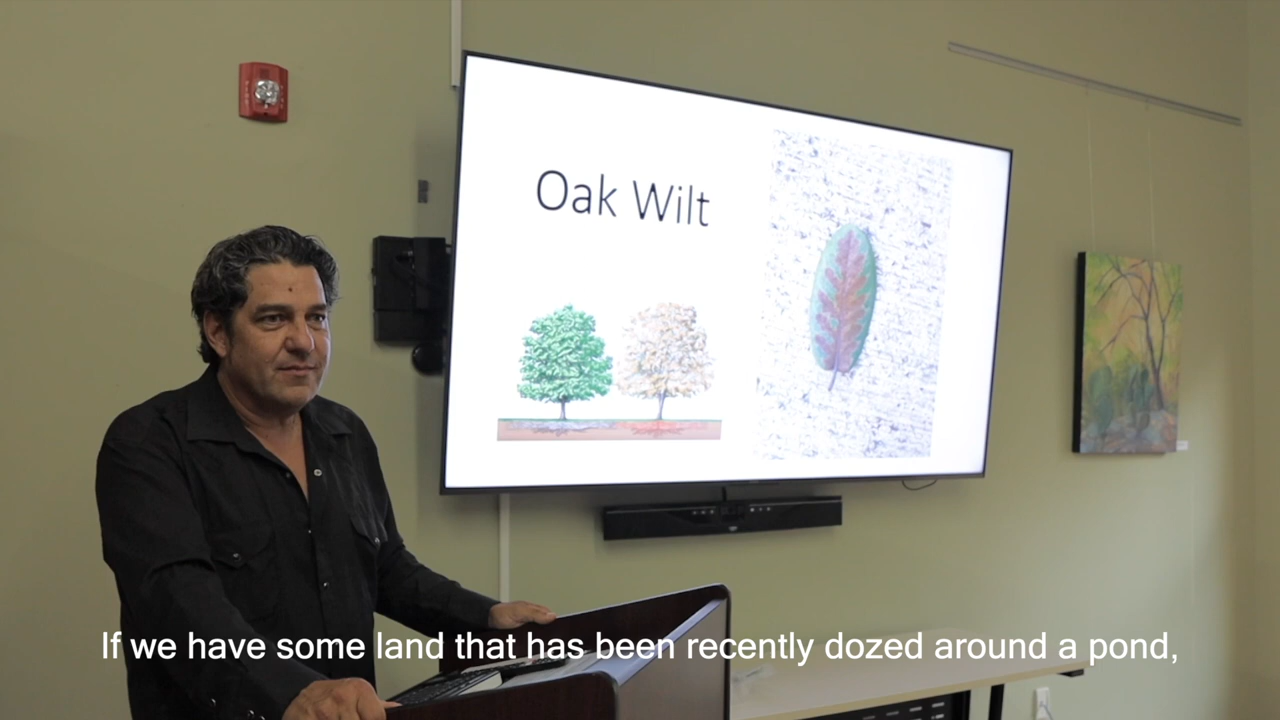 Oak Wilt
If we have some land that has been recently dozed around a pond,